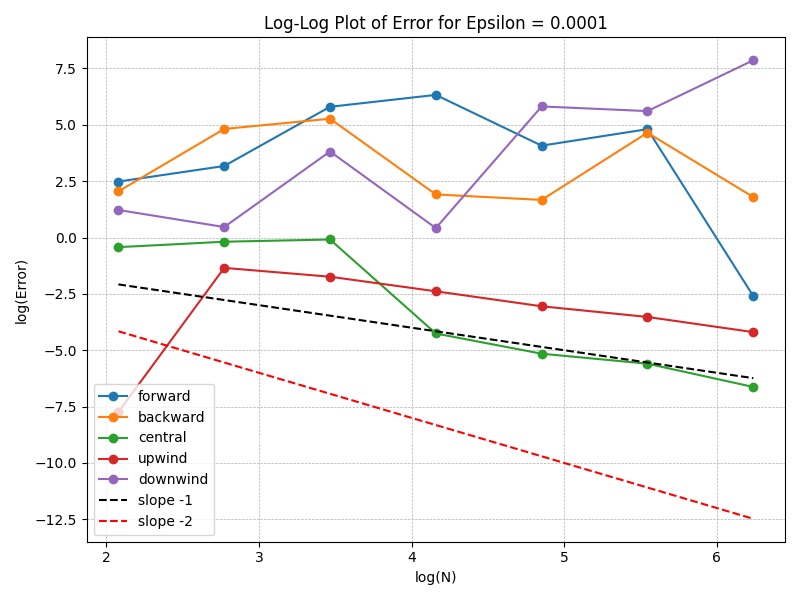 Log-Log Plot of Error for Epsilon = 0.0001
log(Error)
7.5
5.0
2.5
0.0
−2.5
−5.0
−7.5
−10.0
−12.5
forward
backward
central
upwind
downwind
slope -1
slope -2
2 3 4 5 6
log(N)